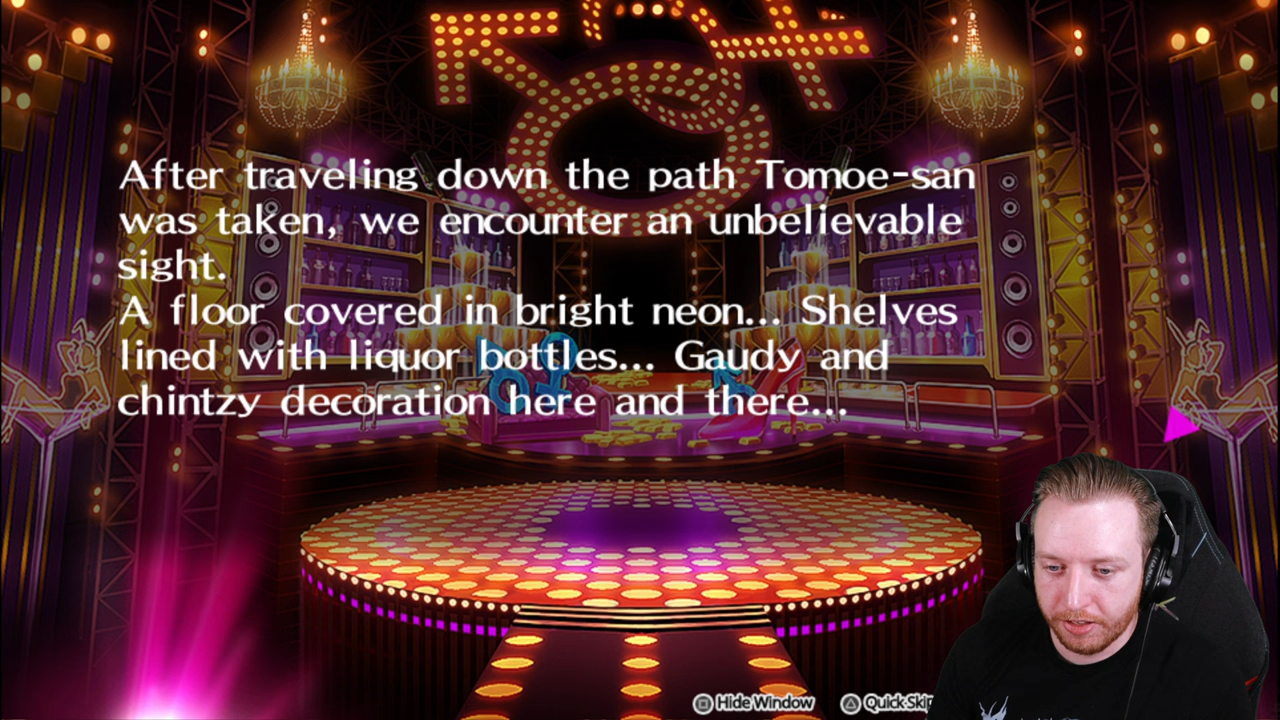 After traveling down the path Tomoe-san
was taken, we encounter an unbelievable
sight.
A floor covered in bright neon... Shelves
lined with liquor bottles... Gaudy and
chintzy decoration here and there...
Hide Window
Quick Skip